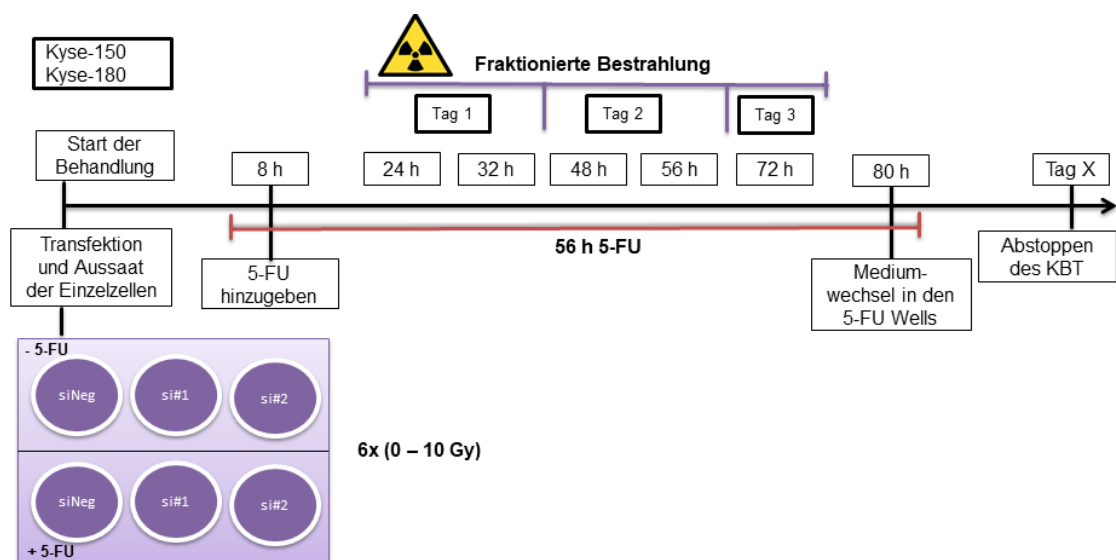 Kyse-150
Kyse-180
Fraktionierte Bestrahlung
Tag 1
Tag 2
Tag 3
Start der
Behandlung
8 h
24 h
32 h
48 h
56 h
72 h
80 h
Tag X
56 h 5-FU
Transfektion
und Aussaat
der Einzelzellen
5-FU
hinzugeben
Medium-
wechsel in den
5-FU Wells
Abstoppen
des KBT
- 5-FU
siNeg
si#1
si#2
6x (0 – 10 Gy)
siNeg
si#1
si#2
+ 5-FU